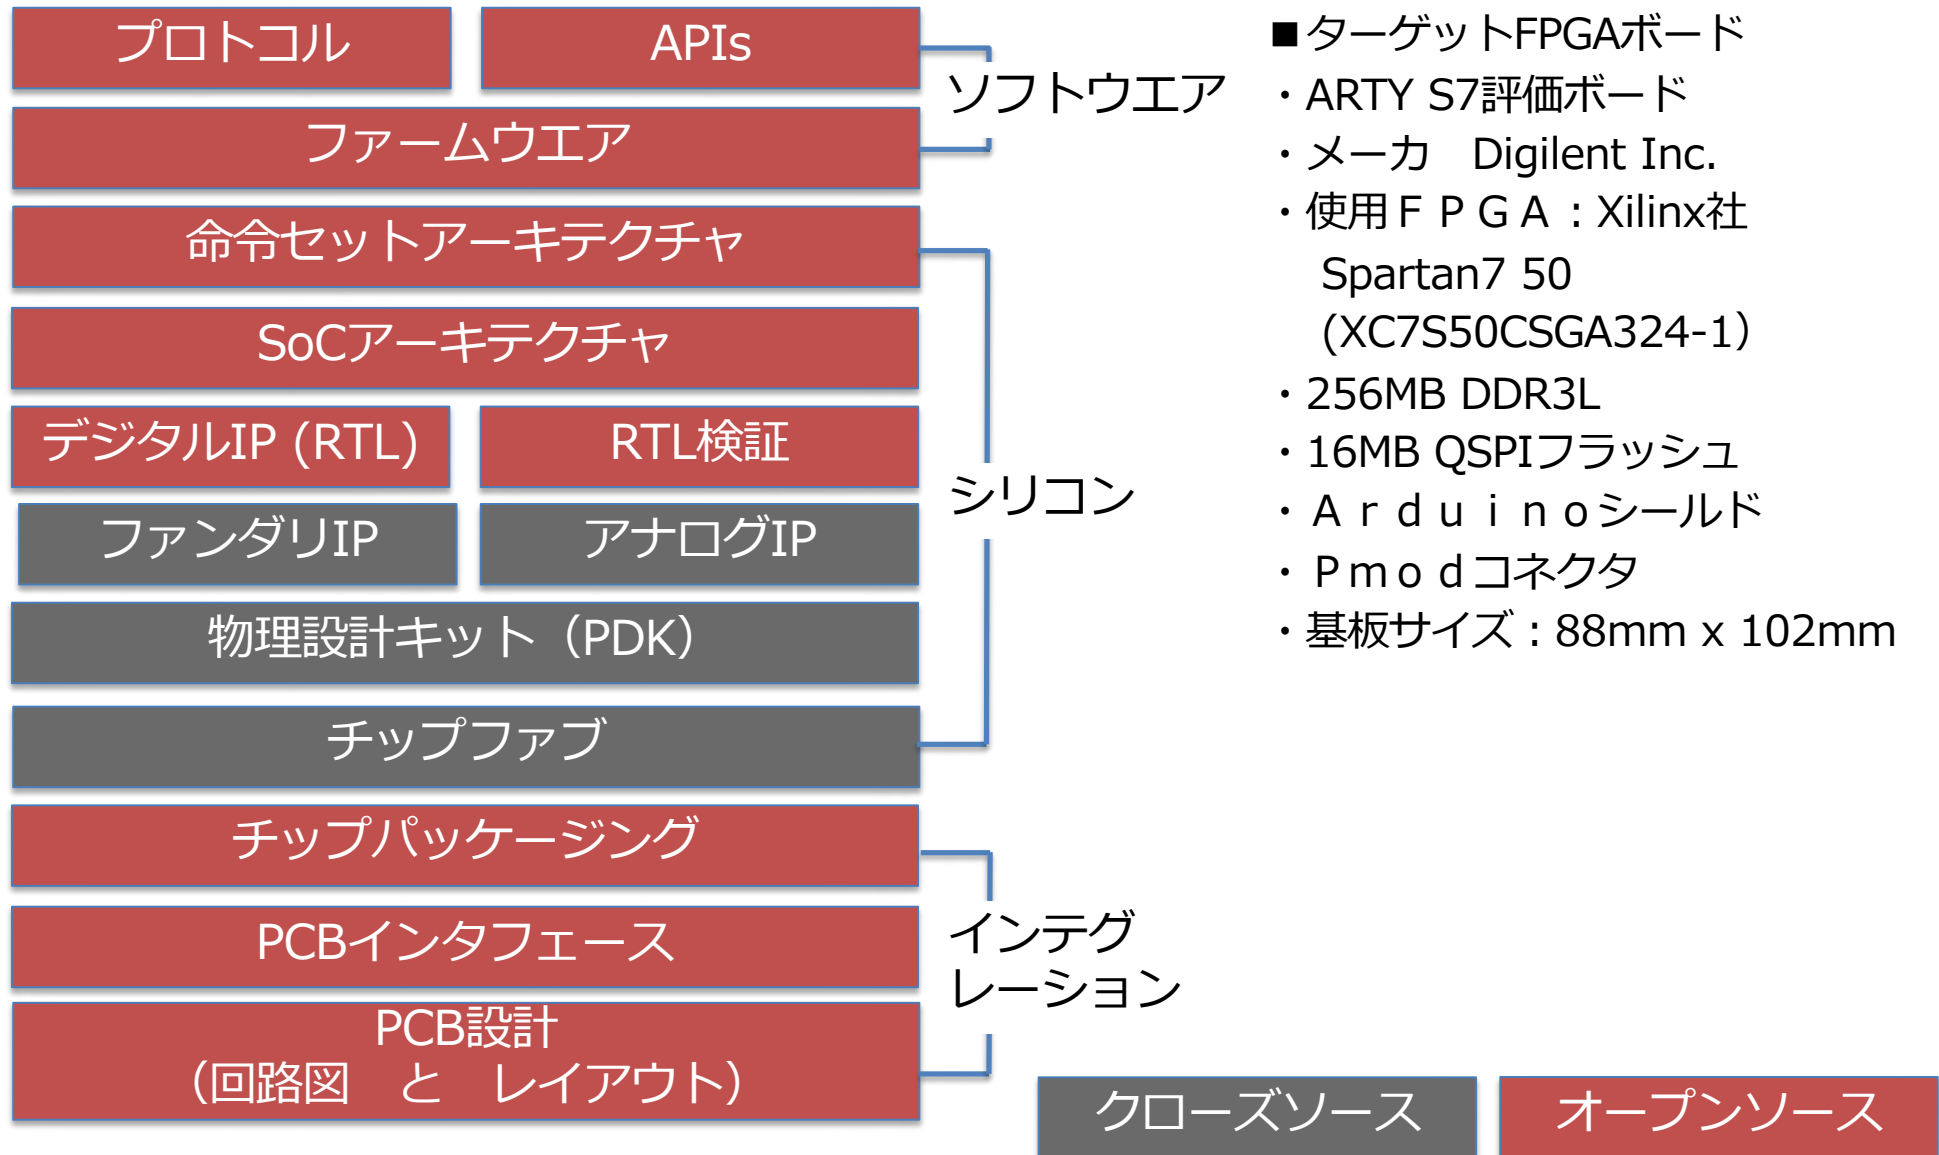 プロトコル
APIs
ファームウエア
ソフトウエア
命令セットアーキテクチャ
SoCアーキテクチャ
デジタルIP (RTL)
RTL検証
ファンダリIP
アナログIP
物理設計キット（PDK）
チップファブ
シリコン
チップパッケージング
PCBインタフェース
PCB設計
（回路図　と　レイアウト）
インテグ
レーション
■ターゲットFPGAボード
・ARTY S7評価ボード
・メーカ　Digilent Inc.
・使用ＦＰＧＡ：Xilinx社
Spartan7 50
(XC7S50CSGA324-1）
・256MB DDR3L
・16MB QSPIフラッシュ
・Ａｒｄｕｉｎｏシールド
・Ｐｍｏｄコネクタ
・基板サイズ：88mm x 102mm
クローズソース
オープンソース